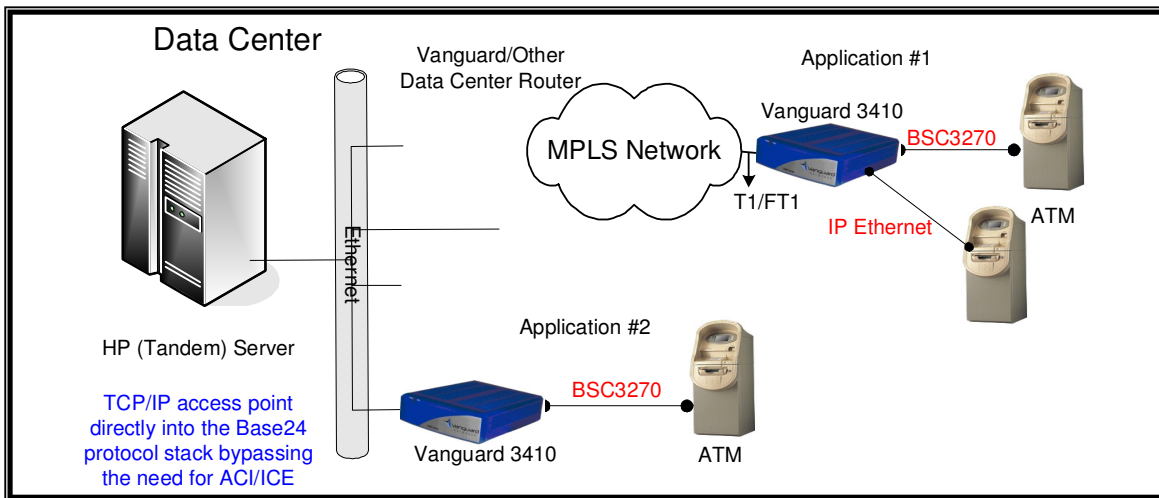 Data Center
Vanguard/Other
Data Center Router
Application #1
Vanguard 3410
MPLS Network
BSC3270
T1/FT1
ATM
IP Ethernet
Ethernet
HP (Tandem) Server
Application #2
BSC3270
TCP/IP access point
directly into the Base24
protocol stack bypassing
the need for ACI/ICE
Vanguard 3410
ATM
vanguard
vanguard